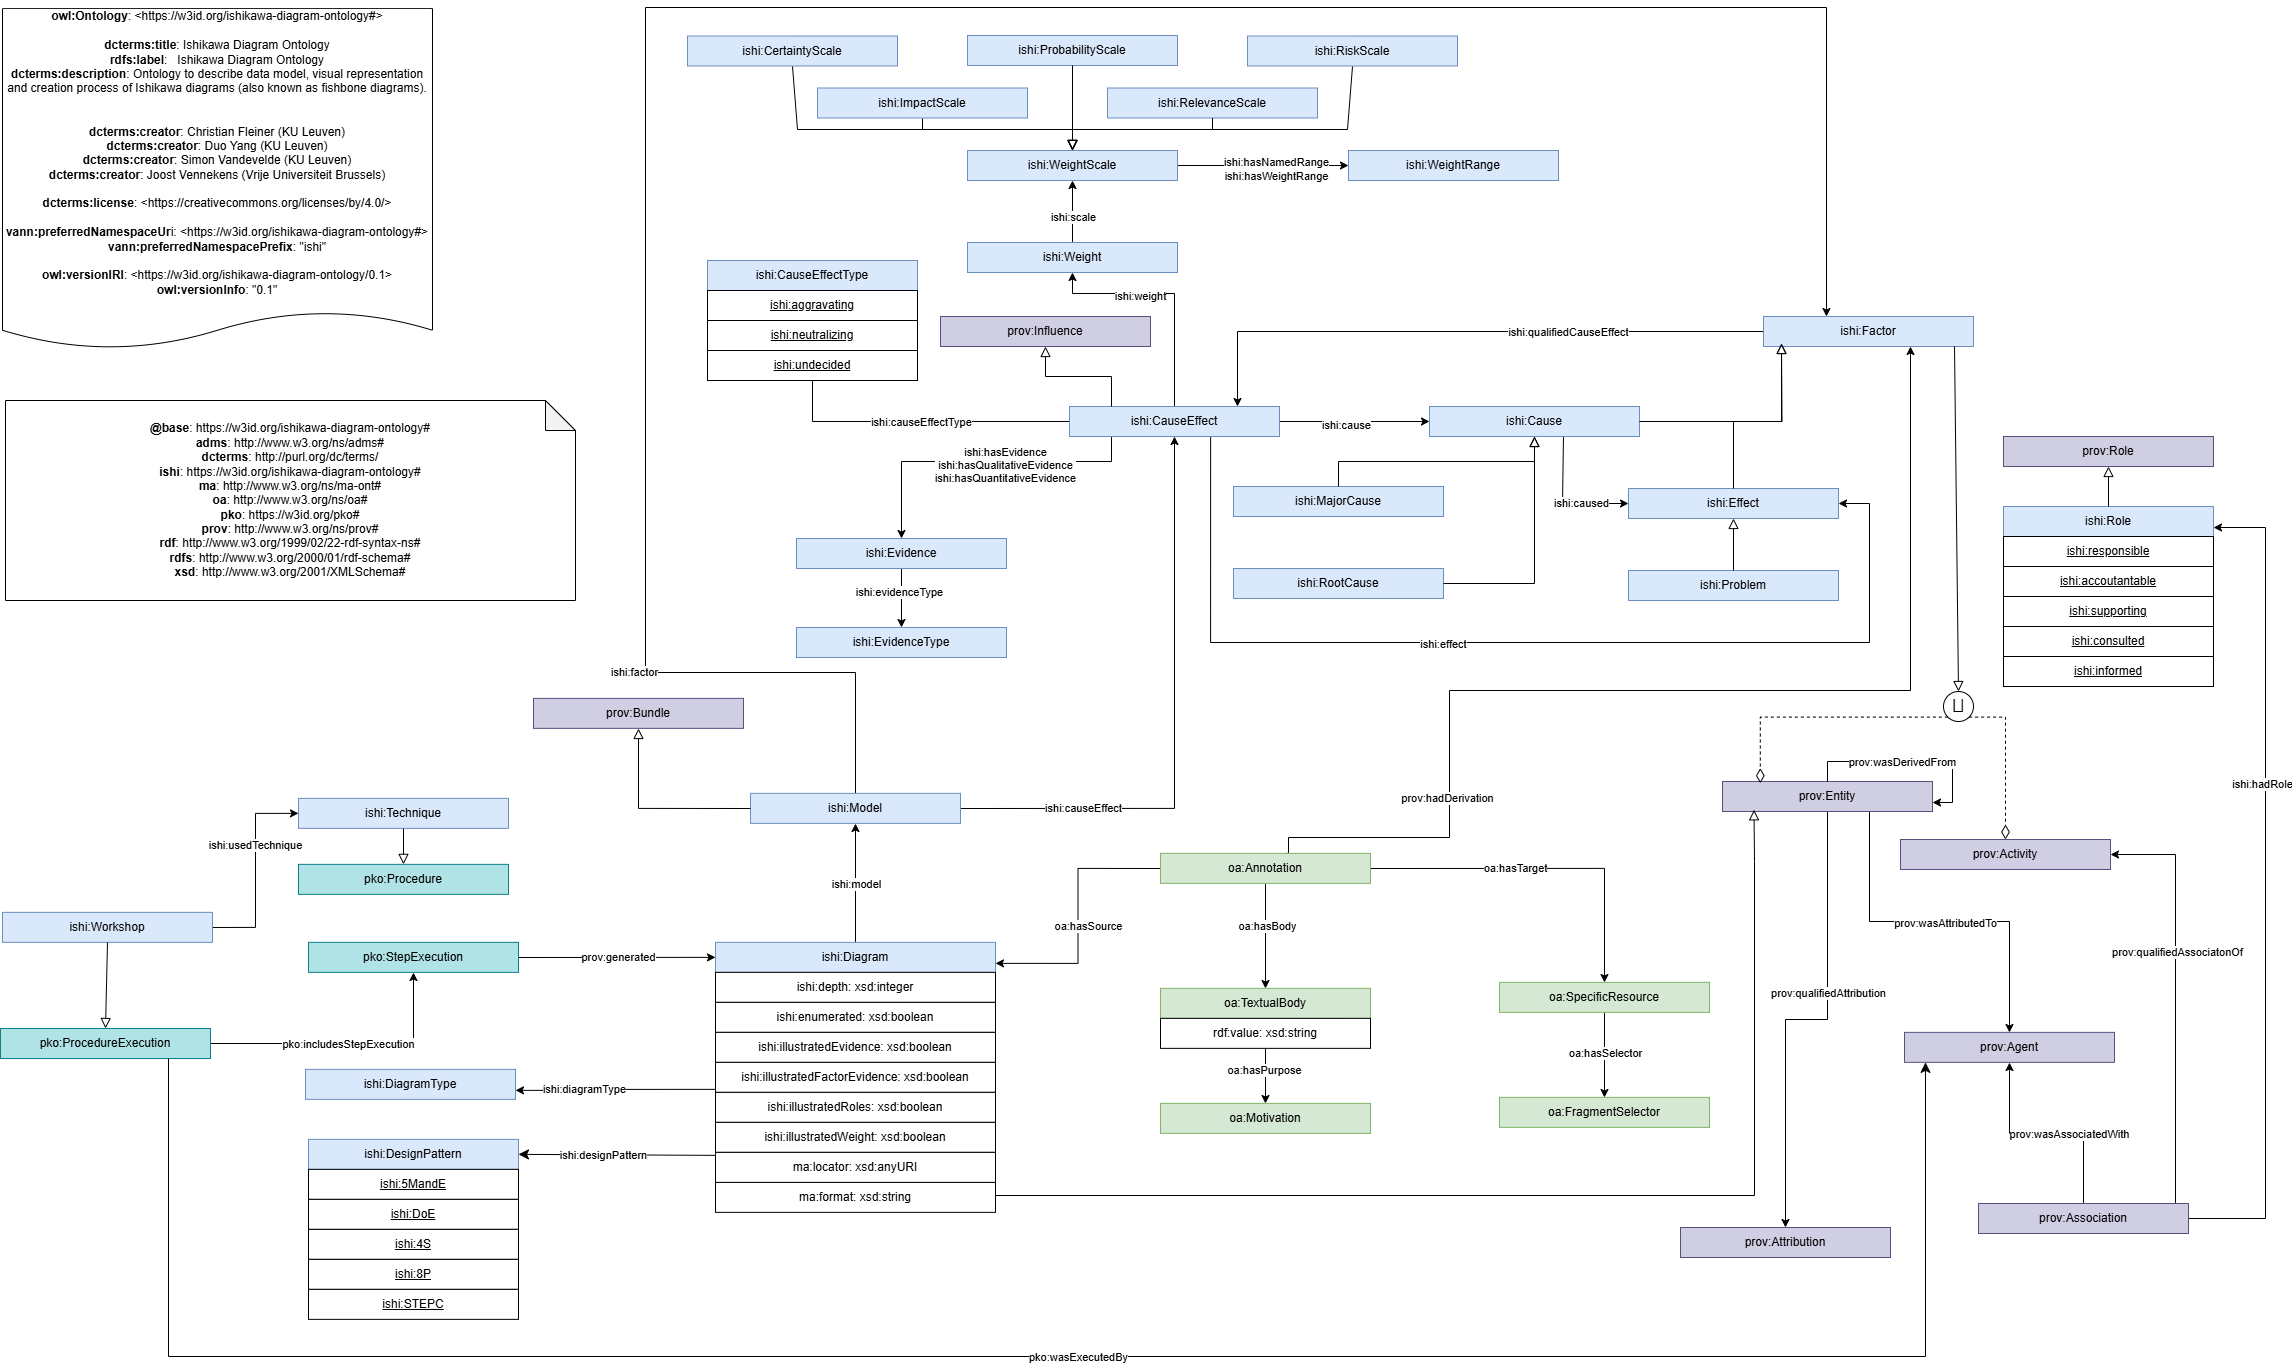 owl:Ontology: <https://w3id.org/ishikawa-diagram-ontology#>
dcterms:title: Ishikawa Diagram Ontology
rdfs:label: Ishikawa Diagram Ontology
dcterms:description: Ontology to describe data model, visual representation
and creation process of Ishikawa diagrams (also known as fishbone diagrams).
dcterms:creator: Christian Fleiner (KU Leuven)
dcterms:creator: Duo Yang (KU Leuven)
dcterms:creator: Simon Vandevelde (KU Leuven)
dcterms:creator: Joost Vennekens (Vrije Universiteit Brussels)
dcterms:license: <https://creativecommons.org/licenses/by/4.0/>
vann:preferredNamespaceUri: <https://w3id.org/ishikawa-diagram-ontology#>
vann:preferredNamespacePrefix: "ishi"
owl:versionIRI: <https://w3id.org/ishikawa-diagram-ontology/0.1>
owl:versionInfo: "0.1"
@base: https://w3id.org/ishikawa-diagram-ontology#
adms: http://www.w3.org/ns/adms#
dcterms: http://purl.org/dc/terms/
ishi: https://w3id.org/ishikawa-diagram-ontology#
ma: http://www.w3.org/ns/ma-ont#
oa: http://www.w3.org/ns/oa#
pko: https://w3id.org/pko#
prov: http://www.w3.org/ns/prov#
rdf: http://www.w3.org/1999/02/22-rdf-syntax-ns#
rdfs: http://www.w3.org/2000/01/rdf-schema#
xsd: http://www.w3.org/2001/XMLSchema#
ishi:CertaintyScale
ishi:ProbabilityScale
ishi:RiskScale
ishi:ImpactScale
ishi:RelevanceScale
ishi:WeightScale
ishi:hasNamedRange
ishi:hasWeightRange
ishi:WeightRange
ishi:scale
ishi:Weight
ishi:weight
ishi:CauseEffectType
ishi:aggravating
ishi:neutralizing
ishi:undecided
prov:Influence
ishi:qualifiedCauseEffect
ishi:Factor
ishi:causeEffectType
ishi:CauseEffect
ishi:cause
ishi:Cause
ishi:hasEvidence
ishi:hasQualitativeEvidence
ishi:hasQuantitativeEvidence
ishi:MajorCause
ishi:caused
ishi:Effect
ishi:Evidence
ishi:evidenceType
ishi:EvidenceType
ishi:RootCause
ishi:Problem
ishi:effect
prov:Role
ishi:Role
ishi:responsible
ishi:accoutantable
ishi:supporting
ishi:consulted
ishi:informed
ishi:factor
prov:Bundle
ishi:Model
ishi:causeEffect
ishi:model
prov:hadDerivation
prov:wasDerivedFrom
prov:Entity
ishi:hadRole
prov:Activity
ishi:Technique
ishi:usedTechnique
pko:Procedure
ishi:Workshop
pko:StepExecution
prov:generated
pko:ProcedureExecution
pko:includesStepExecution
ishi:DiagramType
ishi:diagramType
ishi:DesignPattern
ishi:designPattern
ishi:5MandE
ishi:DoE
ishi:4S
ishi:8P
ishi:STEPC
ishi:Diagram
ishi:depth: xsd:integer
ishi:enumerated: xsd:boolean
ishi:illustratedEvidence: xsd:boolean
ishi:illustratedFactorEvidence: xsd:boolean
ishi:illustratedRoles: xsd:boolean
ishi:illustratedWeight: xsd:boolean
ma:locator: xsd:anyURI
ma:format: xsd:string
oa:Annotation
oa:hasTarget
oa:hasSource
oa:hasBody
oa:TextualBody
rdf:value: xsd:string
oa:hasPurpose
oa:Motivation
oa:SpecificResource
oa:hasSelector
oa:FragmentSelector
prov:wasAttributedTo
prov:qualifiedAssociatonOf
prov:qualifiedAttribution
prov:Agent
prov:wasAssociatedWith
prov:Association
prov:Attribution
pko:wasExecutedBy